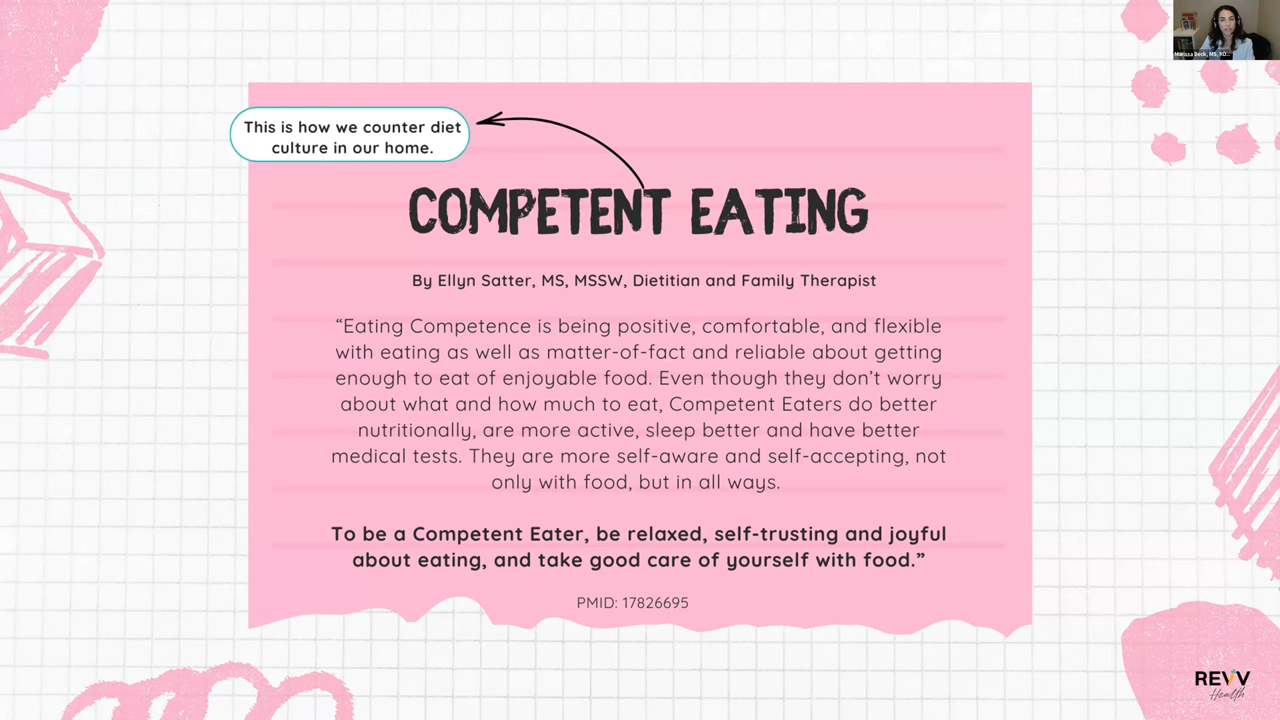 Marissa Beck, MS, RD...
This is how we counter diet
culture in our home.
COMPETENT EATING
By Ellyn Satter, MS, MSSW, Dietitian and Family Therapist
“Eating Competence is being positive, comfortable, and flexible
with eating as well as matter-of-fact and reliable about getting
enough to eat of enjoyable food. Even though they don’t worry
about what and how much to eat, Competent Eaters do better
nutritionally, are more active, sleep better and have better
medical tests. They are more self-aware and self-accepting, not
only with food, but in all ways.
To be a Competent Eater, be relaxed, self-trusting and joyful
about eating, and take good care of yourself with food.”
PMID: 17826695
REVV
Health